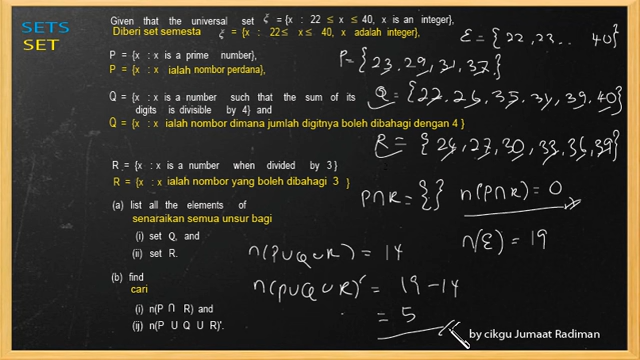 SETS
SET
Given that the universal set ξ = {x : 22 ≤ x ≤ 40, x is an integer},
Diberi set semesta ξ = {x : 22 ≤ x ≤ 40, x adalah integer},
ε = {22, 23 . . . 40}
P = {x : x is a prime number},
P = {x : x ialah nombor perdana},
P = {23, 29, 31, 37}
Q = {x : x is a number such that the sum of its
digits is divisible by 4} and
Q = {x : x ialah nombor dimana jumlah digitnya boleh dibahagi dengan 4 }
Q = {22, 26, 35, 31, 39, 40}
R = {24, 27, 30, 33, 36, 39}
R = {x : x is a number when divided by 3 }
R = {x : x ialah nombor yang boleh dibahagi 3 }
P∩R = { } n(P∩R) = 0
(a) list all the elements of
senaraikan semua unsur bagi
(i) set Q, and
(ii) set R.
n(ε) = 19
n(P∪Q∪R) = 14
(b) find
cari
n(P∪Q∪R)' = 19 - 14
= 5
(i) n(P ∩ R) and
(ij) n(P U Q U R)'.
by cikgu Jumaat Radiman